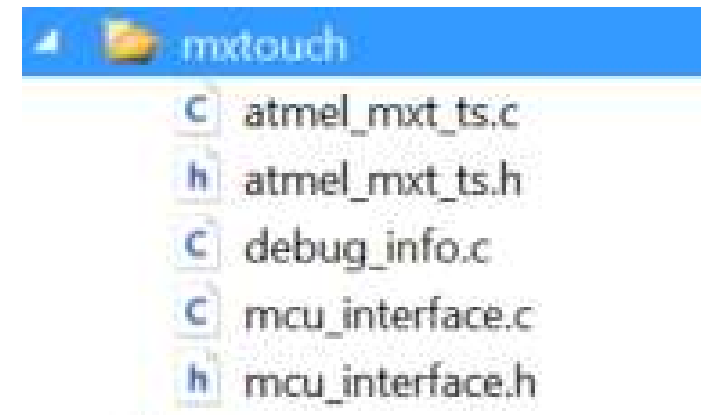 mxtouch
C atmel_mxt_ts.c
h atmel_mxt_ts.h
C debug_info.c
C mcu_interface.c
h mcu_interface.h